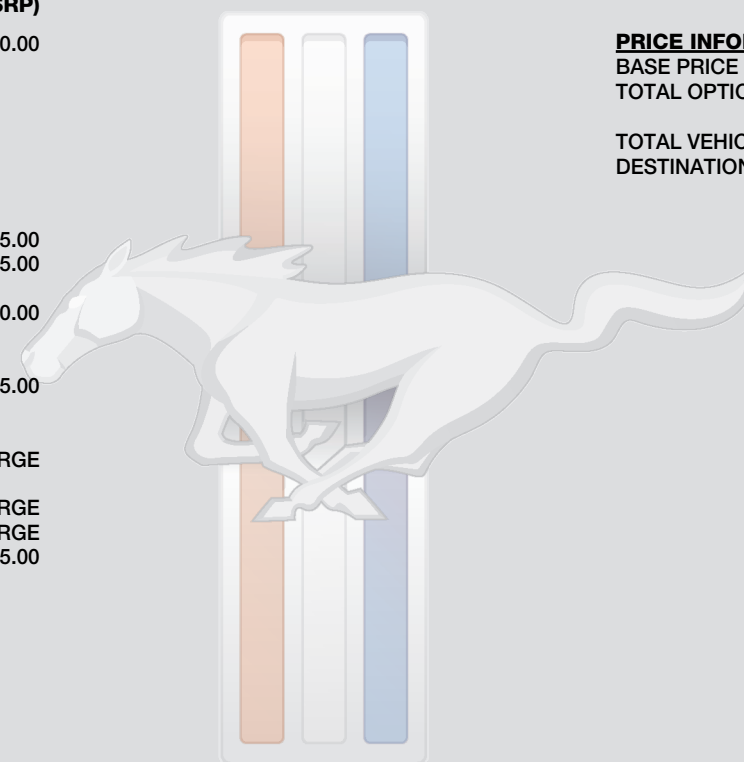 SRP)
0.00
5.00
5.00
0.00
5.00
RGE
RGE
RGE
5.00
PRICE INFO
BASE PRICE
TOTAL OPTIO
TOTAL VEHIC
DESTINATION